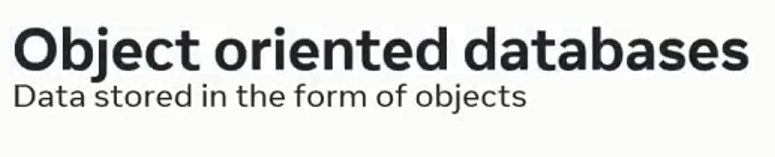 Object oriented databases
Data stored in the form of objects